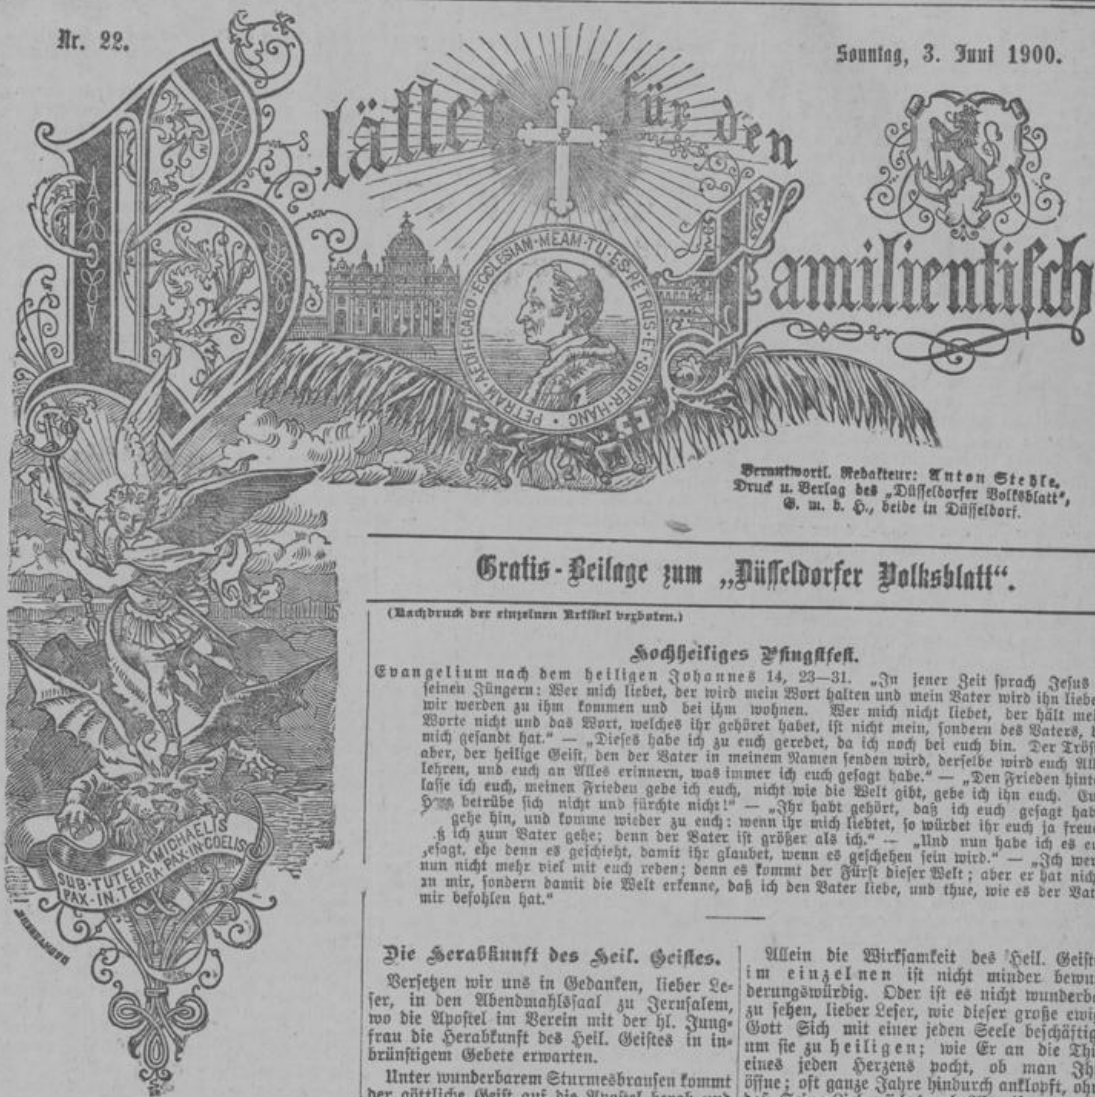 Nr. 22.
Sonntag, 3. Juni 1900.
Blätter für den
Familientisch
PETRAM AEDIFICABO·ECCLESIAM·MEAM·TU·ES·PETRUS·ET·SUPER·HANC·
Verantwortl. Redakteur: Anton Stehle,
Druck u. Verlag des „Düsseldorfer Volksblatt“,
G. m. b. H., beide in Düsseldorf.
Gratis-Beilage zum „Düsseldorfer Volksblatt“.
(Nachdruck der einzelnen Artikel verboten.)
Hochheiliges Pfingstfest.
Evangelium nach dem heiligen Johannes 14, 23—31. „In jener Zeit sprach Jesus
seinen Jüngern: Wer mich liebet, der wird mein Wort halten und mein Vater wird ihn liebe
wir werden zu ihm kommen und bei ihm wohnen. Wer mich nicht liebet, der hält mei
Worte nicht und das Wort, welches ihr gehöret habet, ist nicht mein, sondern des Vaters, d
mich gesandt hat.“ — „Dieses habe ich zu euch geredet, da ich noch bei euch bin. Der Tröst
aber, der heilige Geist, den der Vater in meinem Namen senden wird, derselbe wird euch All
lehren, und euch an Alles erinnern, was immer ich euch gesagt habe.“ — „Den Frieden hinte
lasse ich euch, meinen Frieden gebe ich euch, nicht wie die Welt gibt, gebe ich ihn euch. Eu
betrübe sich nicht und fürchte nicht!“ — „Ihr habt gehört, daß ich euch gesagt hab
gehe hin, und komme wieder zu euch: wenn ihr mich liebtet, so würdet ihr euch ja freue
ß ich zum Vater gehe; denn der Vater ist größer als ich.“ — „Und nun habe ich es eu
esagt, ehe denn es geschieht, damit ihr glaubet, wenn es geschehen sein wird.“ — „Ich wer
nun nicht mehr viel mit euch reden; denn es kommt der Fürst dieser Welt; aber er hat nich
an mir, sondern damit die Welt erkenne, daß ich den Vater liebe, und thue, wie es der Vat
mir befohlen hat.“
SUB·TUTELA·MICHAELIS
PAX·IN·TERRA·PAX·IN·COELIS
Die Herabkunft des Heil. Geistes.
Versetzen wir uns in Gedanken, lieber Le-
ser, in den Abendmahlssaal zu Jerusalem,
wo die Apostel im Verein mit der hl. Jung-
frau die Herabkunft des Heil. Geistes in in-
brünstigem Gebete erwarten.
Unter wunderbarem Sturmesbrausen kommt
der göttliche Geist auf die Apostel herab und
Allein die Wirksamkeit des Heil. Geiste
im einzelnen ist nicht minder bewun
derungswürdig. Oder ist es nicht wunderba
zu sehen, lieber Leser, wie dieser große ewig
Gott Sich mit einer jeden Seele beschäftig
um sie zu heiligen; wie Er an die Thü
eines jeden Herzens pocht, ob man Ihm
öffne; oft ganze Jahre hindurch anklopft, ohn